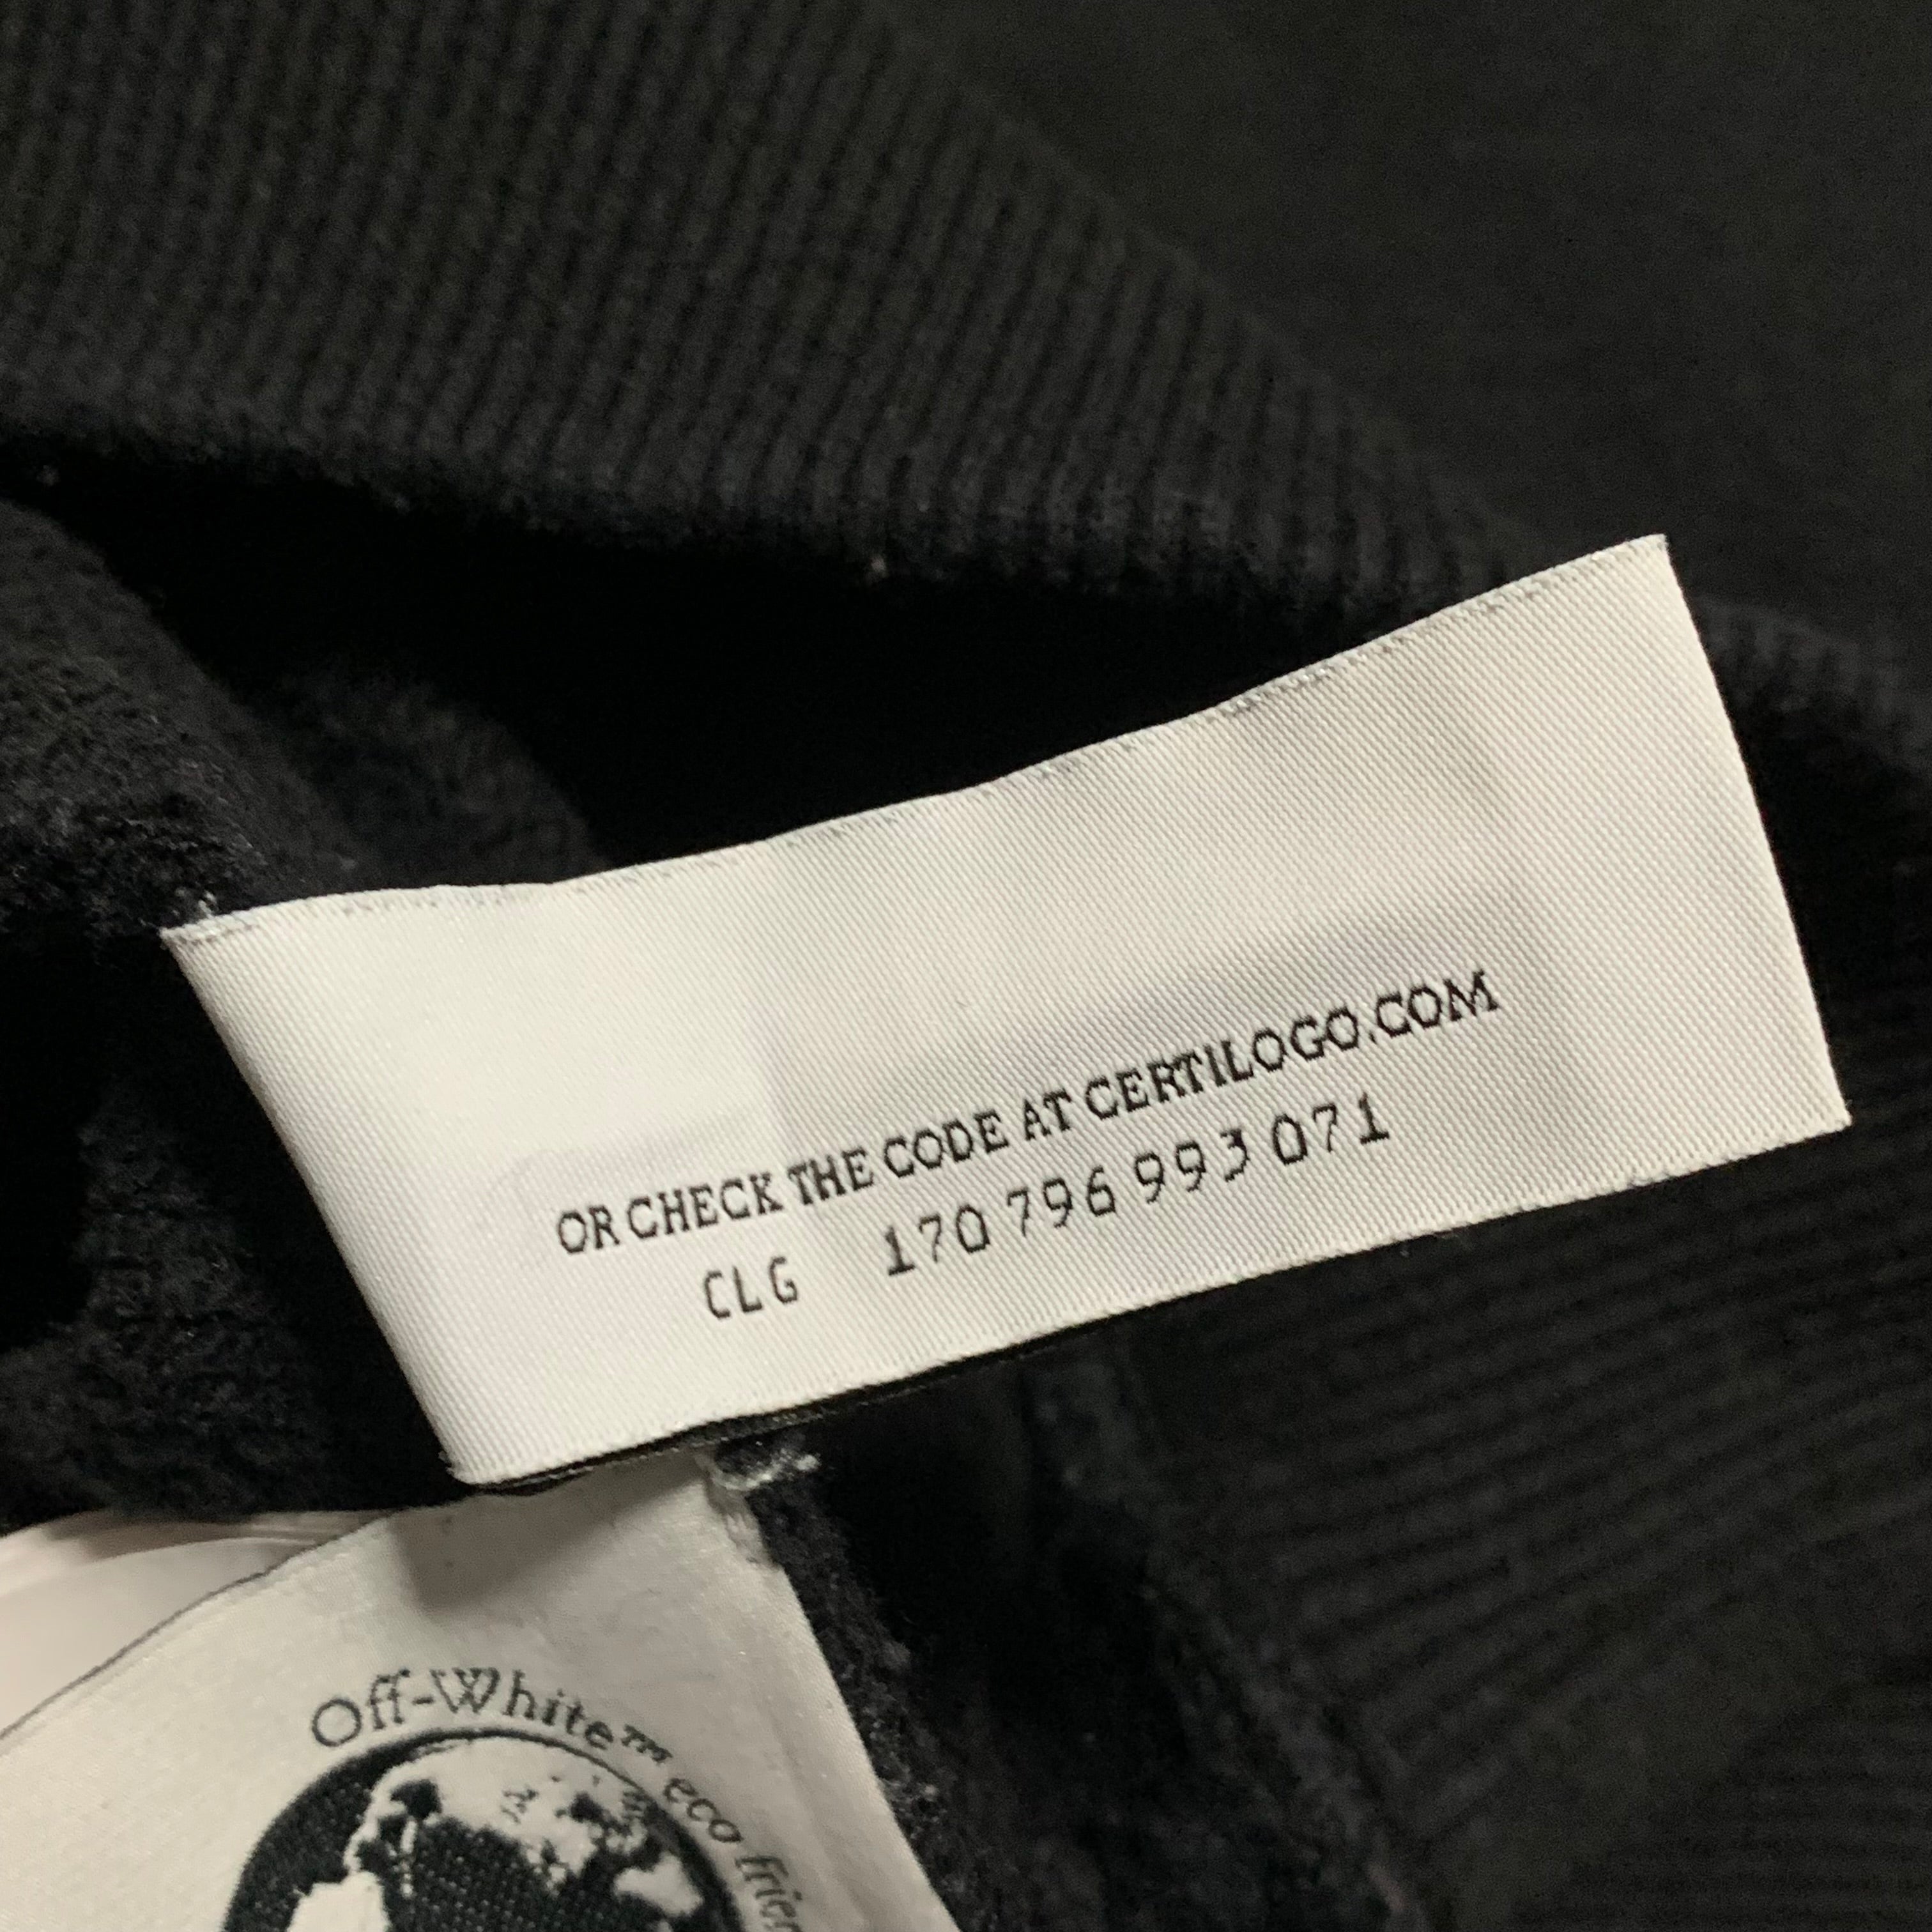 OR CHECK THE CODE AT CERTILOGO.COM
CLG 170 796 993 071
Off-White™ eco